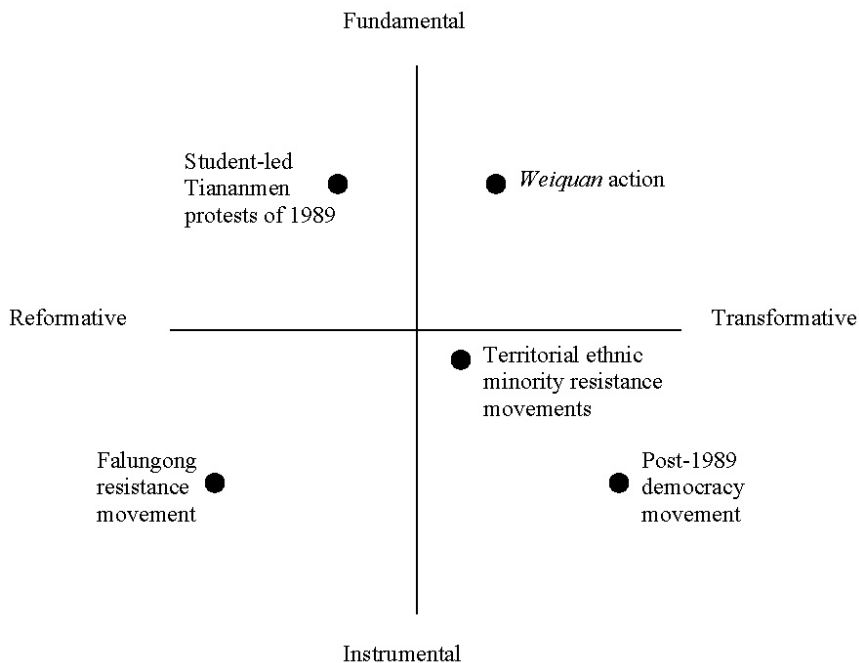 Fundamental
Student-led
Tiananmen
protests of 1989
Weiquan action
Reformative
Transformative
Territorial ethnic
minority resistance
movements
Falungong
resistance
movement
Post-1989
democracy
movement
Instrumental